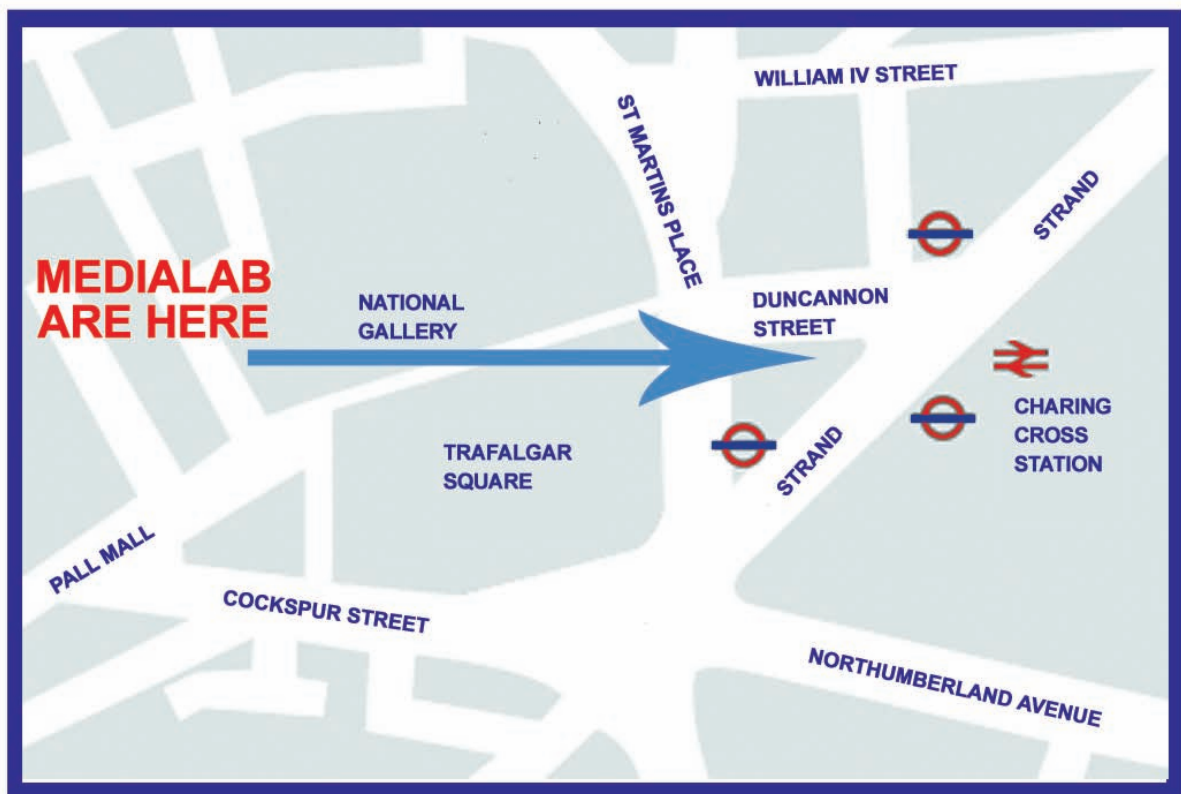 WILLIAM IV STREET
ST MARTINS PLACE
STRAND
MEDIALAB
ARE HERE
NATIONAL
GALLERY
DUNCANNON
STREET
CHARING
CROSS
STATION
TRAFALGAR
SQUARE
STRAND
PALL MALL
COCKSPUR STREET
NORTHUMBERLAND AVENUE